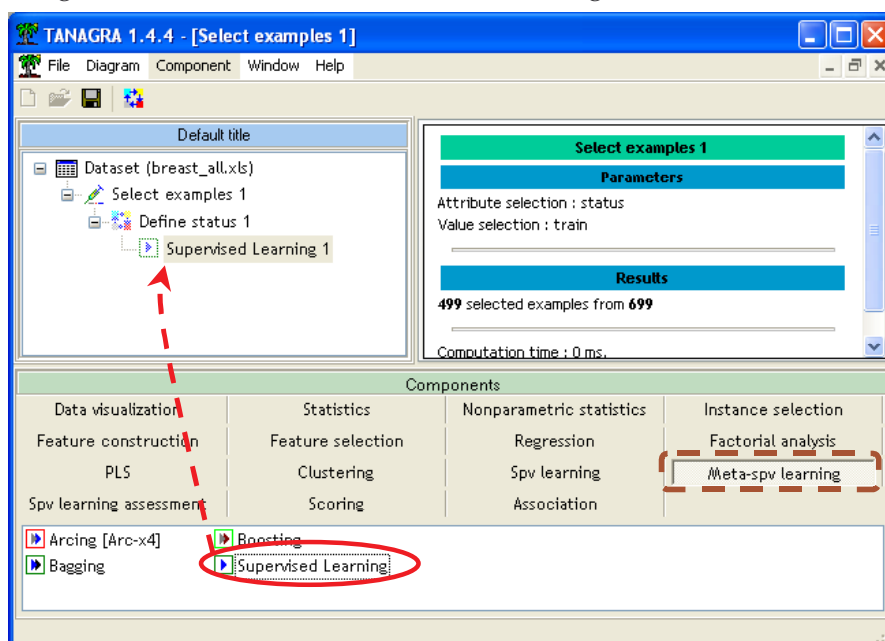 TANAGRA 1.4.4 - [Select examples 1]
File Diagram Component Window Help
Default title
Dataset (breast_all.xls)
Select examples 1
Define status 1
Supervised Learning 1
Select examples 1
Parameters
Attribute selection : status
Value selection : train
Results
499 selected examples from 699
Computation time : 0 ms.
Components
Data visualization Statistics Nonparametric statistics Instance selection
Feature construction Feature selection Regression Factorial analysis
PLS Clustering Spv learning Meta-spv learning
Spv learning assessment Scoring Association
Arcing [Arc-x4] Boosting
Bagging Supervised Learning